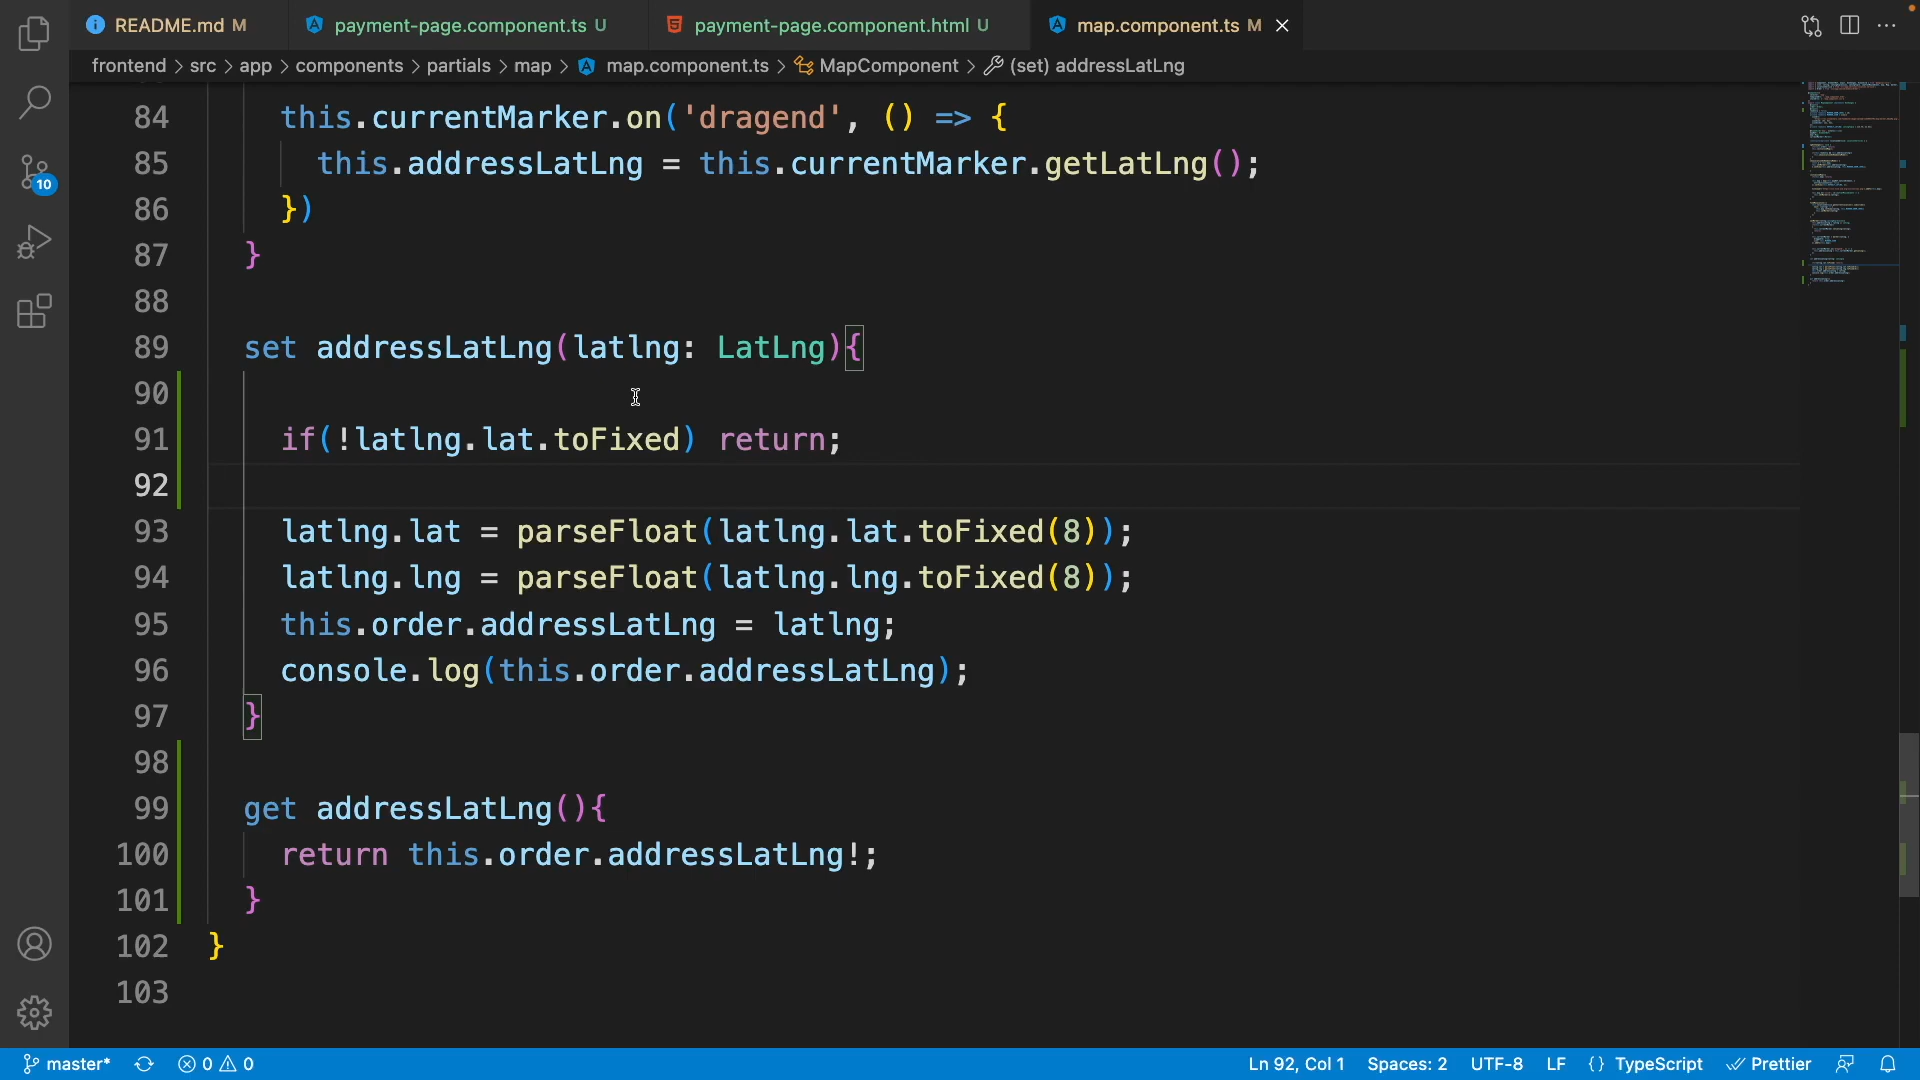 README.md M
payment-page.component.ts U
payment-page.component.html U
map.component.ts M
frontend > src > app > components > partials > map > map.component.ts > MapComponent > (set) addressLatLng
84 this.currentMarker.on('dragend', () => {
85 this.addressLatLng = this.currentMarker.getLatLng();
86 })
87 }
88
89 set addressLatLng(latlng: LatLng){
90
91 if(!latlng.lat.toFixed) return;
92
93 latlng.lat = parseFloat(latlng.lat.toFixed(8));
94 latlng.lng = parseFloat(latlng.lng.toFixed(8));
95 this.order.addressLatLng = latlng;
96 console.log(this.order.addressLatLng);
97 }
98
99 get addressLatLng(){
100 return this.order.addressLatLng!;
101 }
102 }
103
10
master* 0 0 Ln 92, Col 1 Spaces: 2 UTF-8 LF {} TypeScript Prettier